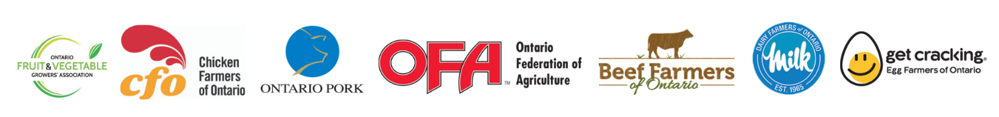 ONTARIO
FRUIT & VEGETABLE
GROWERS' ASSOCIATION
cfo
Chicken
Farmers
of Ontario
ONTARIO PORK
OFA
TM
Ontario
Federation of
Agriculture
Beef Farmers
of Ontario
DAIRY FARMERS of ONTARIO
Milk
EST. 1965
get cracking®
Egg Farmers of Ontario